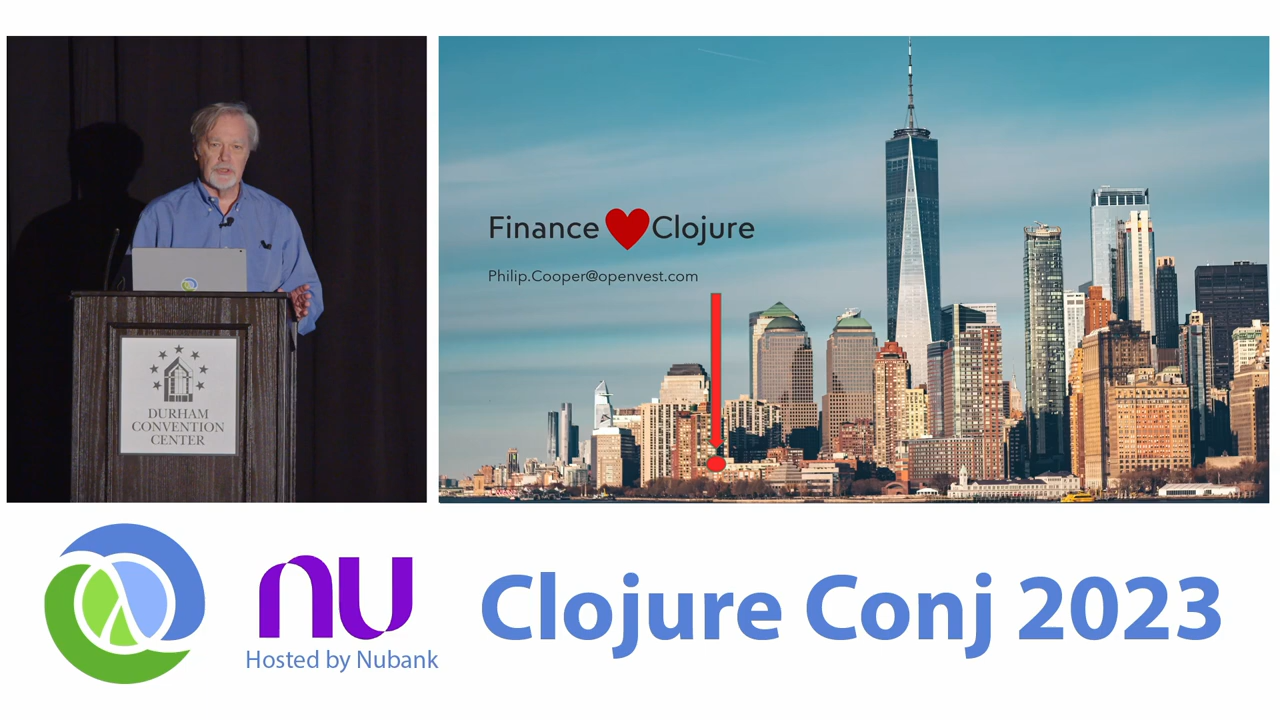 Finance Clojure
Philip.Cooper@openvest.com
DURHAM
CONVENTION
CENTER
nu
Hosted by Nubank
Clojure Conj 2023